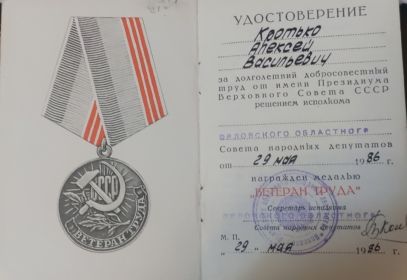 СССР
ВЕТЕРАН ТРУДА
УДОСТОВЕРЕНИЕ
Кротько
Алексей
Васильевич
за долголетний добросовестный
труд от имени Президиума
Верховного Совета СССР
решением исполкома
ОРЛОВСКОГО ОБЛАСТНОГО
Совета народных депутатов
от 29 мая 1986 г.
награжден медалью
"ВЕТЕРАН ТРУДА"
Секретарь исполкома
ОРЛОВСКОГО ОБЛАСТНОГО
Совета народных депутатов
М. П.
"29" мая 1986 г.